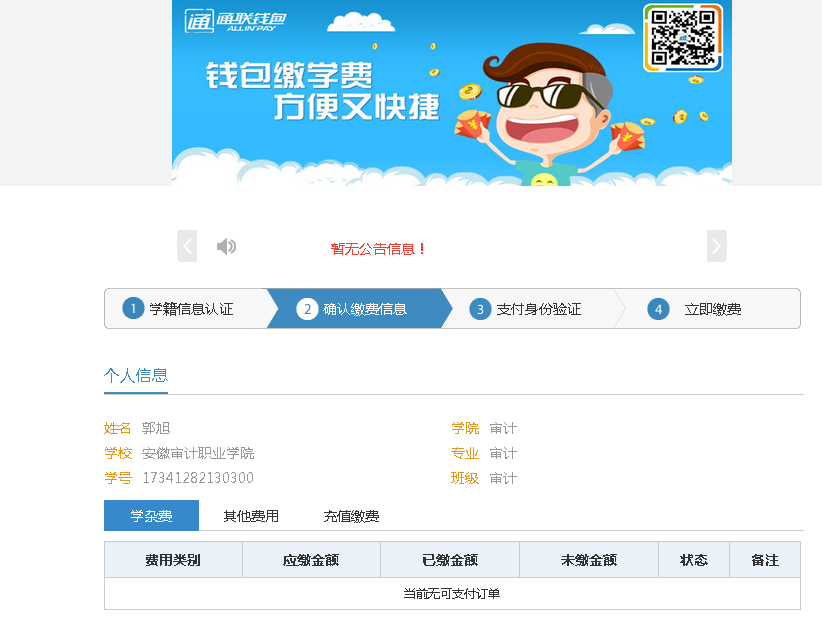 通 通联钱包
ALLINPAY
钱包缴学费
方便又快捷
暂无公告信息！
1 学籍信息认证 2 确认缴费信息 3 支付身份验证 4 立即缴费
个人信息
姓名 郭旭 学院 审计
学校 安徽审计职业学院 专业 审计
学号 17341282130300 班级 审计
学杂费 其他费用 充值缴费
费用类别 应缴金额 已缴金额 未缴金额 状态 备注
当前无可支付订单